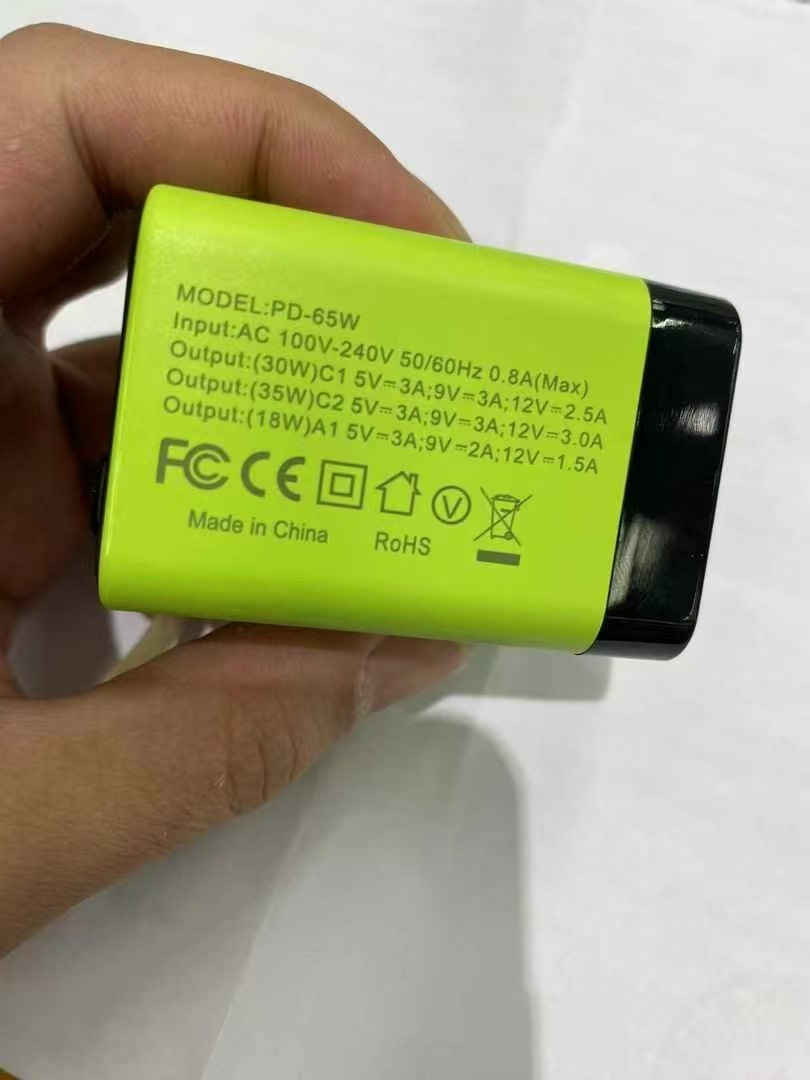 MODEL:PD-65W
Input:AC 100V-240V 50/60Hz 0.8A(Max)
Output:(30W)C1 5V=3A;9V=3A;12V=2.5A
Output:(35W)C2 5V=3A;9V=3A;12V=3.0A
Output:(18W)A1 5V=3A;9V=2A;12V=1.5A
FC CE V
Made in China RoHS